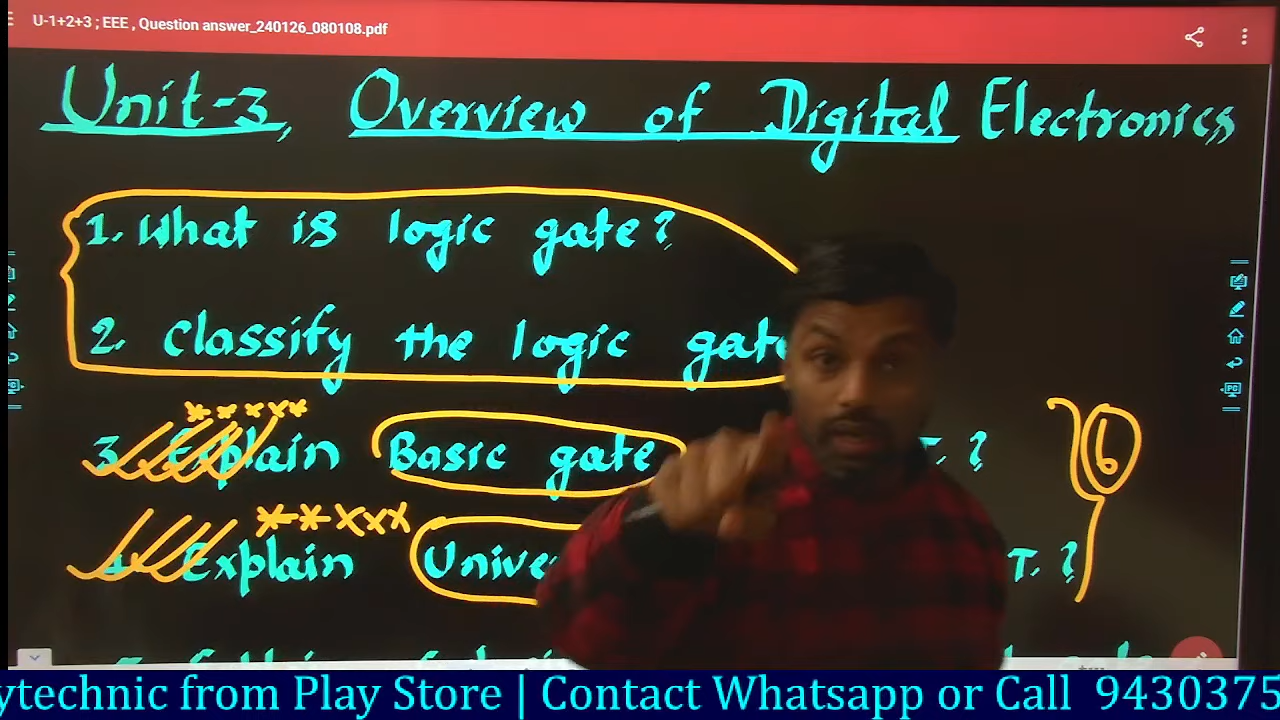 U-1+2+3 ; EEE , Question answer_240126_080108.pdf
Unit-3, Overview of Digital Electronics
1. What is logic gate?
2. Classify the logic gate
3. Explain Basic gate T. ?
6
4. Explain Unive T. ?
ytechnic from Play Store | Contact Whatsapp or Call 9430375